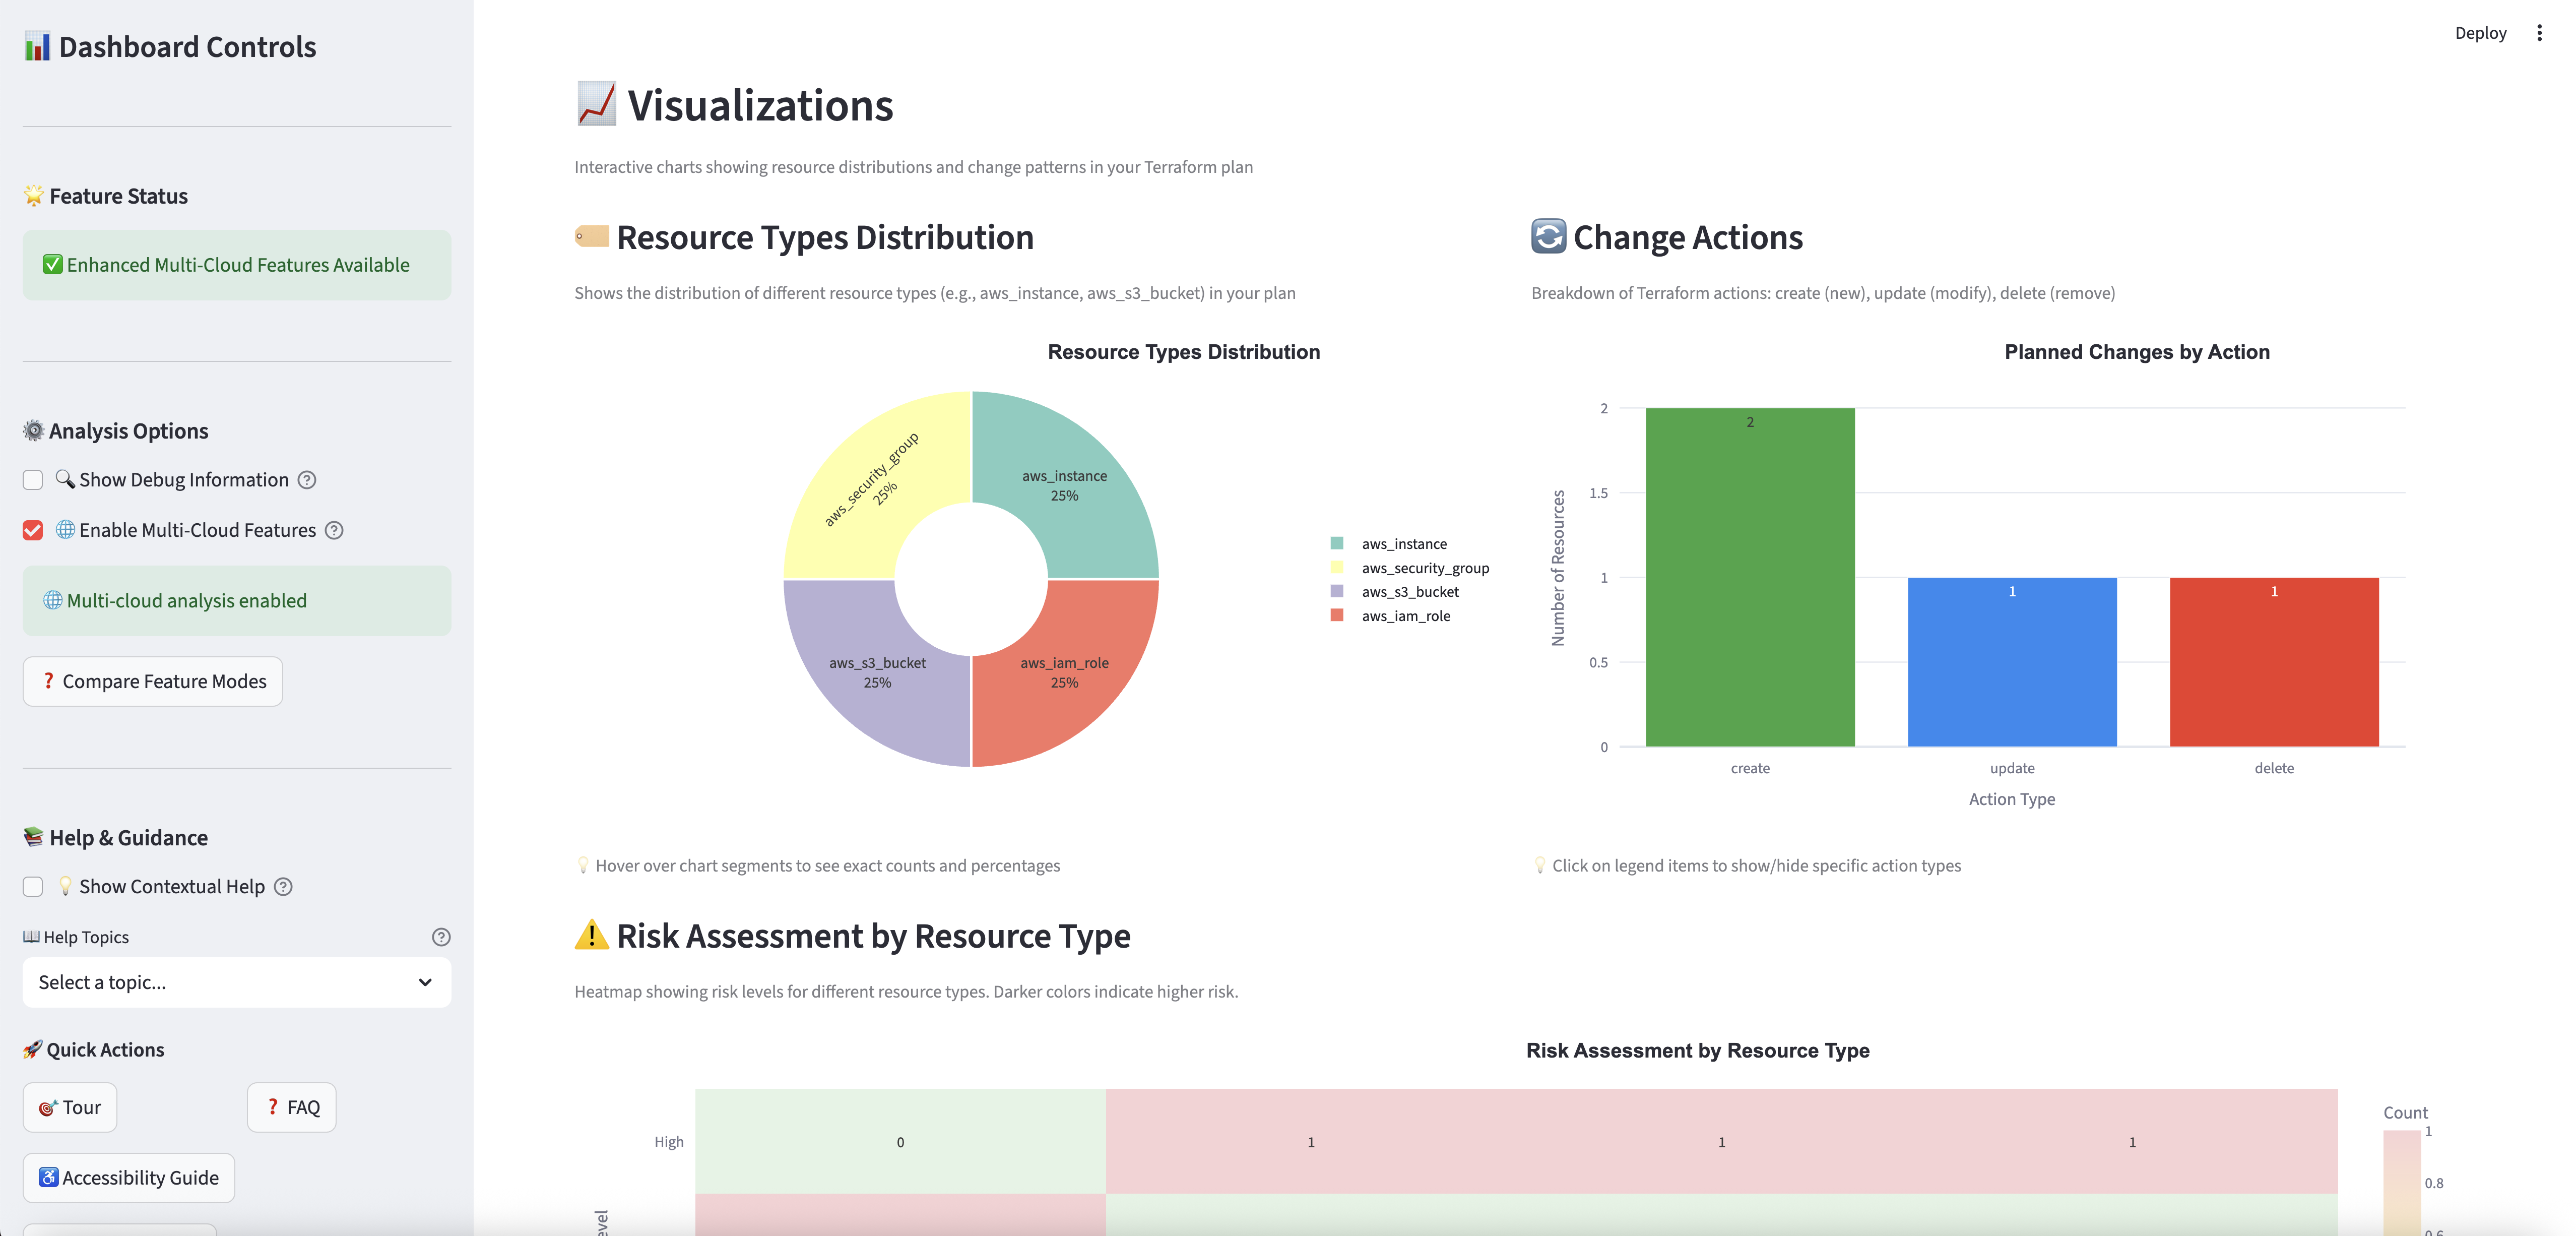 Dashboard Controls
Feature Status
Enhanced Multi-Cloud Features Available
Analysis Options
Show Debug Information
Enable Multi-Cloud Features
Multi-cloud analysis enabled
Compare Feature Modes
Help & Guidance
Show Contextual Help
Help Topics
Select a topic...
Quick Actions
Tour
FAQ
Accessibility Guide
Deploy
Visualizations
Interactive charts showing resource distributions and change patterns in your Terraform plan
Resource Types Distribution
Shows the distribution of different resource types (e.g., aws_instance, aws_s3_bucket) in your plan
Resource Types Distribution
aws_security_group
25%
aws_instance
25%
aws_s3_bucket
25%
aws_iam_role
25%
aws_instance
aws_security_group
aws_s3_bucket
aws_iam_role
Hover over chart segments to see exact counts and percentages
Change Actions
Breakdown of Terraform actions: create (new), update (modify), delete (remove)
Planned Changes by Action
Number of Resources
2
1.5
1
0.5
0
2
1
1
create
update
delete
Action Type
Click on legend items to show/hide specific action types
Risk Assessment by Resource Type
Heatmap showing risk levels for different resource types. Darker colors indicate higher risk.
Risk Assessment by Resource Type
High
0
1
1
1
Count
1
0.8